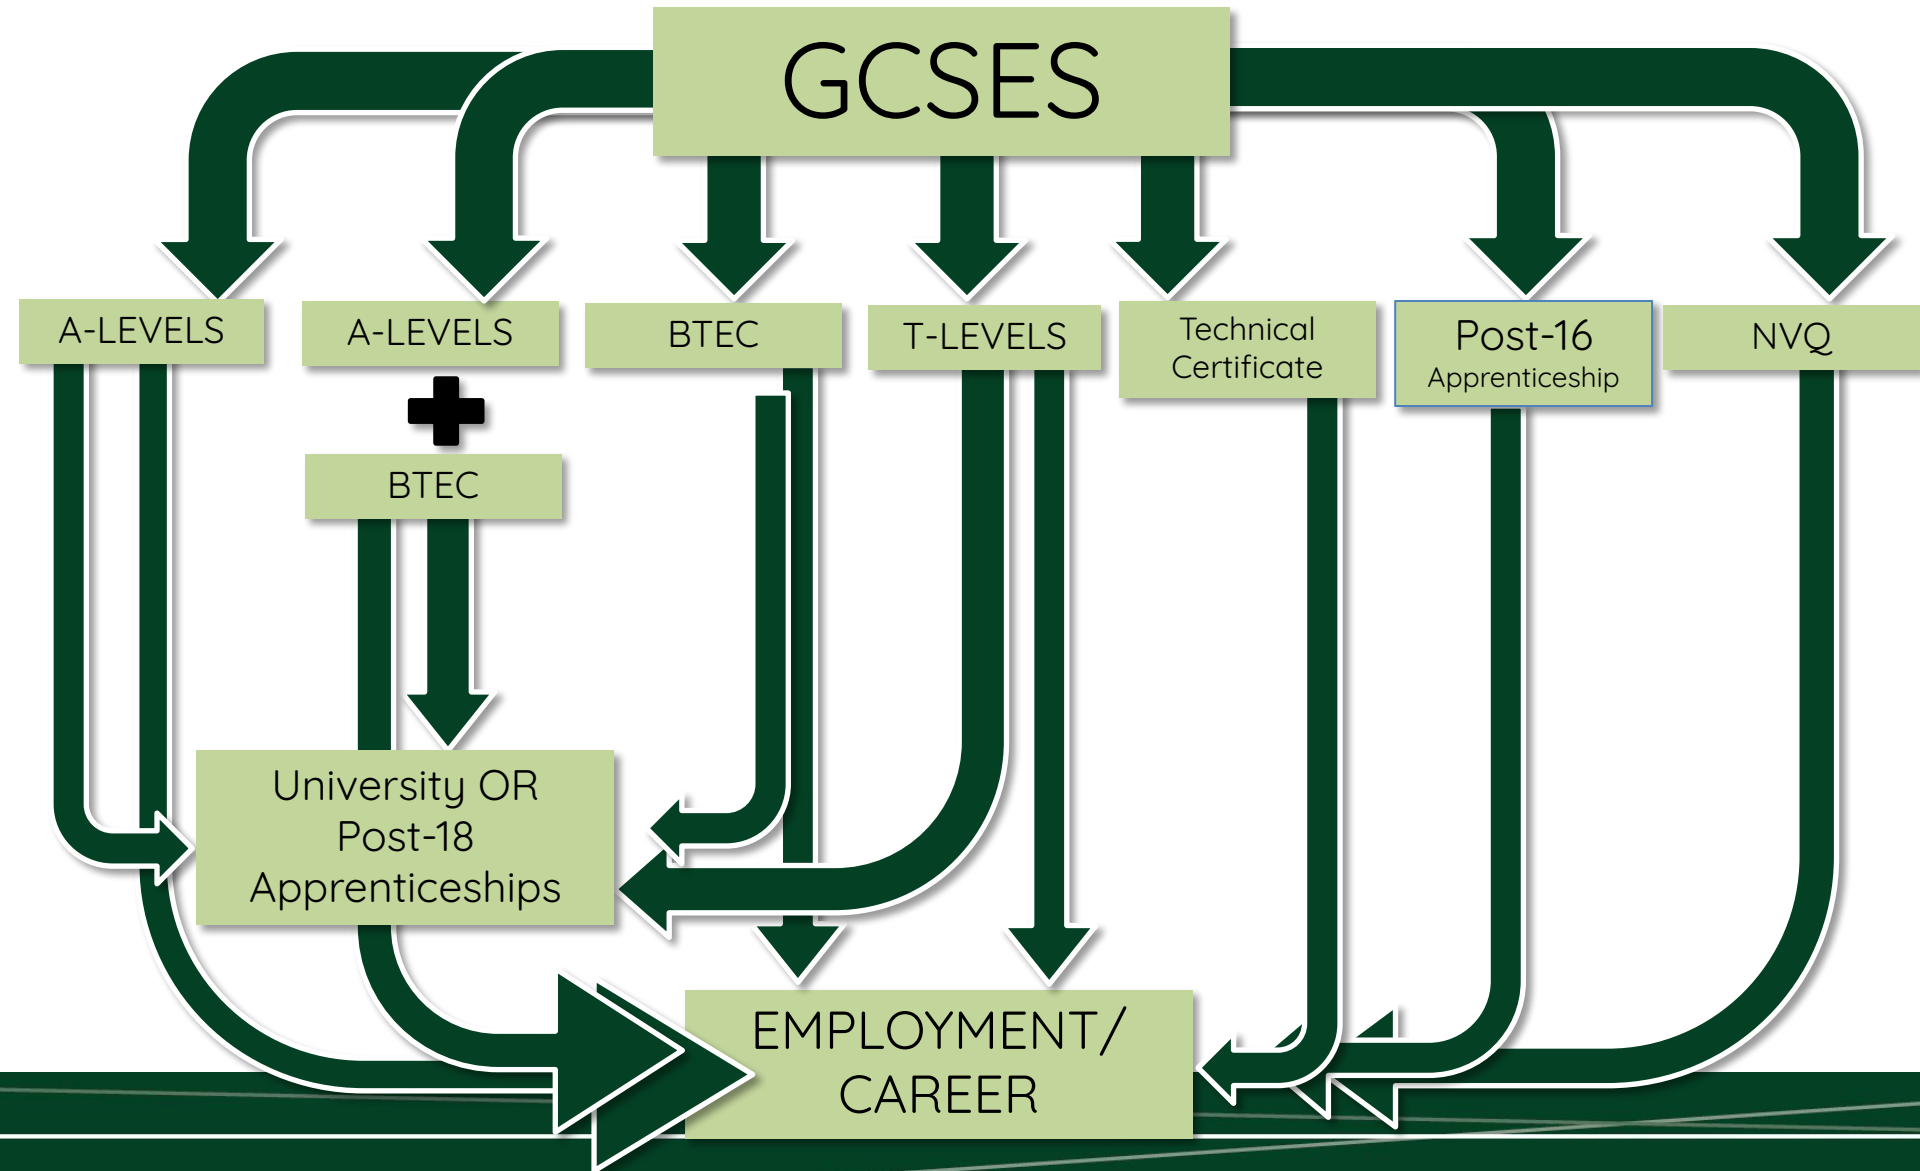 GCSES
A-LEVELS
A-LEVELS
BTEC
T-LEVELS
Technical
Certificate
Post-16
Apprenticeship
NVQ
BTEC
University OR
Post-18
Apprenticeships
EMPLOYMENT/
CAREER